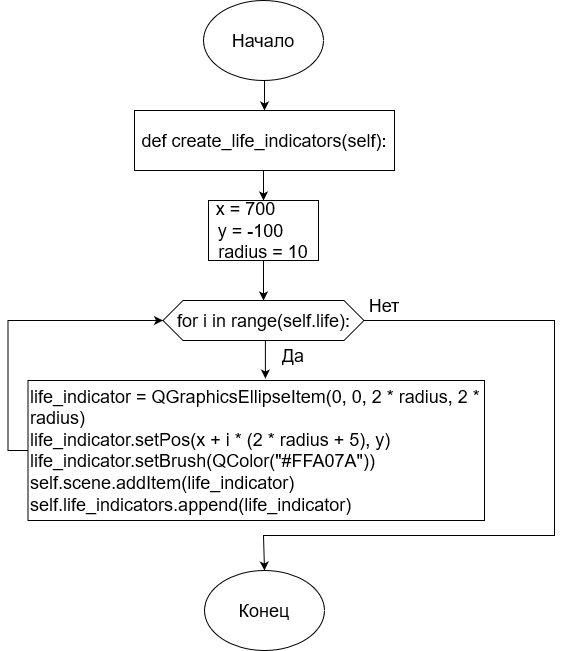 Начало
def create_life_indicators(self):
x = 700
y = -100
radius = 10
for i in range(self.life):
Нет
Да
life_indicator = QGraphicsEllipseItem(0, 0, 2 * radius, 2 *
radius)
life_indicator.setPos(x + i * (2 * radius + 5), y)
life_indicator.setBrush(QColor("#FFA07A"))
self.scene.addItem(life_indicator)
self.life_indicators.append(life_indicator)
Конец